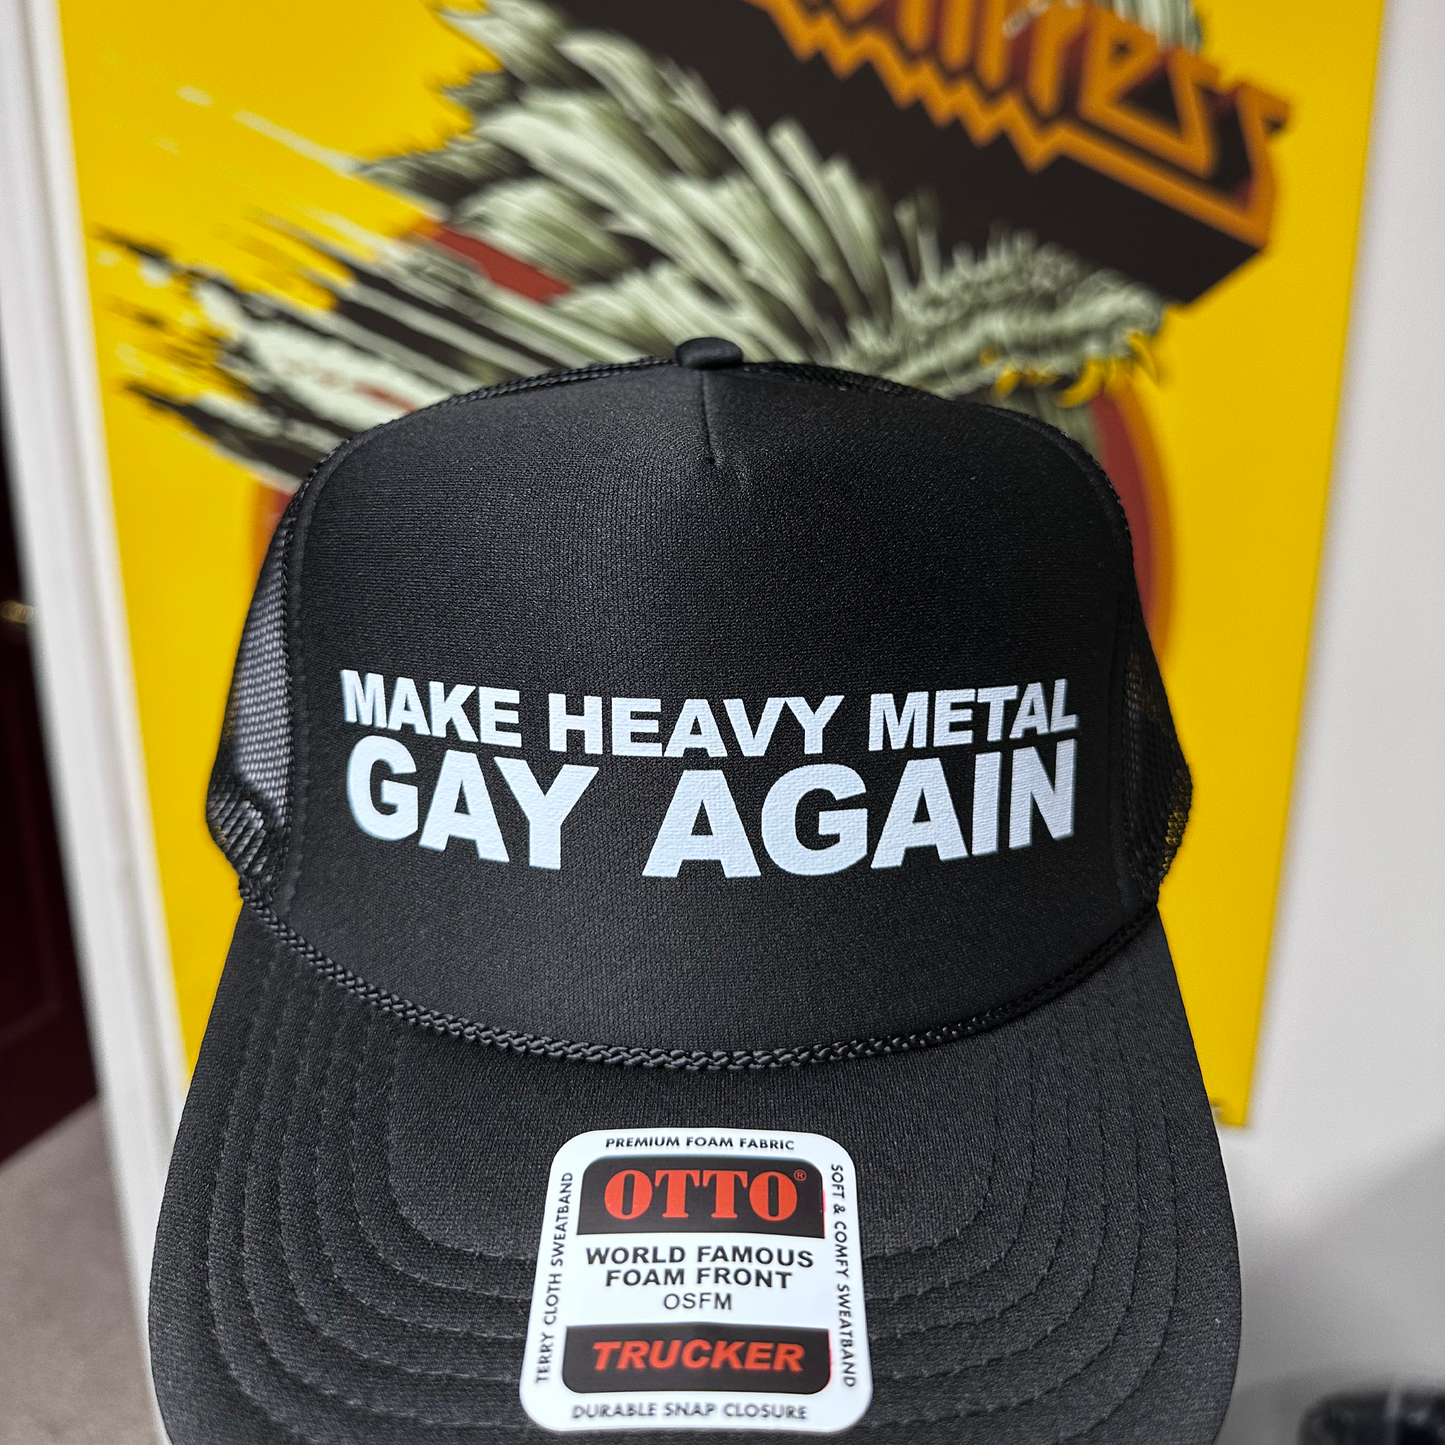 MAKE HEAVY METAL
GAY AGAIN
PREMIUM FOAM FABRIC
OTTO®
WORLD FAMOUS
FOAM FRONT
OSFM
TRUCKER
DURABLE SNAP CLOSURE
TERRY CLOTH SWEATBAND
SOFT & COMFY SWEATBAND